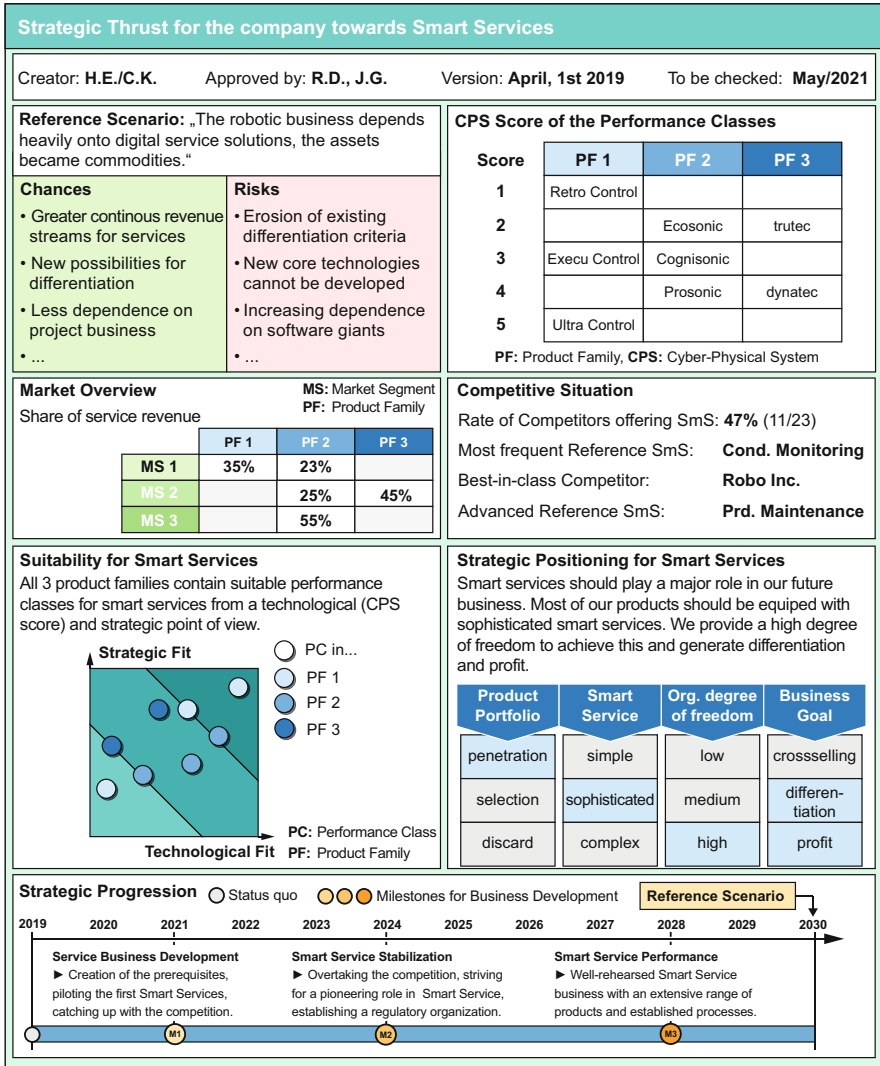 Strategic Thrust for the company towards Smart Services
Creator: H.E./C.K. Approved by: R.D., J.G. Version: April, 1st 2019 To be checked: May/2021
Reference Scenario: „The robotic business depends
heavily onto digital service solutions, the assets
became commodities.“
Chances
• Greater continous revenue
streams for services
• New possibilities for
differentiation
• Less dependence on
project business
• ...
Risks
• Erosion of existing
differentiation criteria
• New core technologies
cannot be developed
• Increasing dependence
on software giants
• ...
CPS Score of the Performance Classes
Score PF 1 PF 2 PF 3
1 Retro Control
2 Ecosonic trutec
3 Execu Control Cognisonic
4 Prosonic dynatec
5 Ultra Control
PF: Product Family, CPS: Cyber-Physical System
Market Overview
MS: Market Segment
PF: Product Family
Share of service revenue
PF 1 PF 2 PF 3
MS 1 35% 23%
MS 2 25% 45%
MS 3 55%
Competitive Situation
Rate of Competitors offering SmS: 47% (11/23)
Most frequent Reference SmS: Cond. Monitoring
Best-in-class Competitor: Robo Inc.
Advanced Reference SmS: Prd. Maintenance
Suitability for Smart Services
All 3 product families contain suitable performance
classes for smart services from a technological (CPS
score) and strategic point of view.
Strategic Fit
PC in...
PF 1
PF 2
PF 3
Technological Fit
PC: Performance Class
PF: Product Family
Strategic Positioning for Smart Services
Smart services should play a major role in our future
business. Most of our products should be equiped with
sophisticated smart services. We provide a high degree
of freedom to achieve this and generate differentiation
and profit.
Product
Portfolio
penetration
selection
discard
Smart
Service
simple
sophisticated
complex
Org. degree
of freedom
low
medium
high
Business
Goal
crossselling
differen-
tiation
profit
Strategic Progression Status quo Milestones for Business Development Reference Scenario
2019 2020 2021 2022 2023 2024 2025 2026 2027 2028 2029 2030
Service Business Development
► Creation of the prerequisites,
piloting the first Smart Services,
catching up with the competition.
Smart Service Stabilization
► Overtaking the competition, striving
for a pioneering role in Smart Service,
establishing a regulatory organization.
Smart Service Performance
► Well-rehearsed Smart Service
business with an extensive range of
products and established processes.
M1 M2 M3